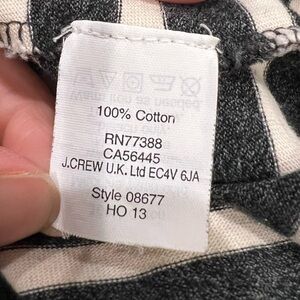 100% Cotton
RN77388
CA56445
J.CREW U.K. Ltd EC4V 6JA
Style 08677
HO 13